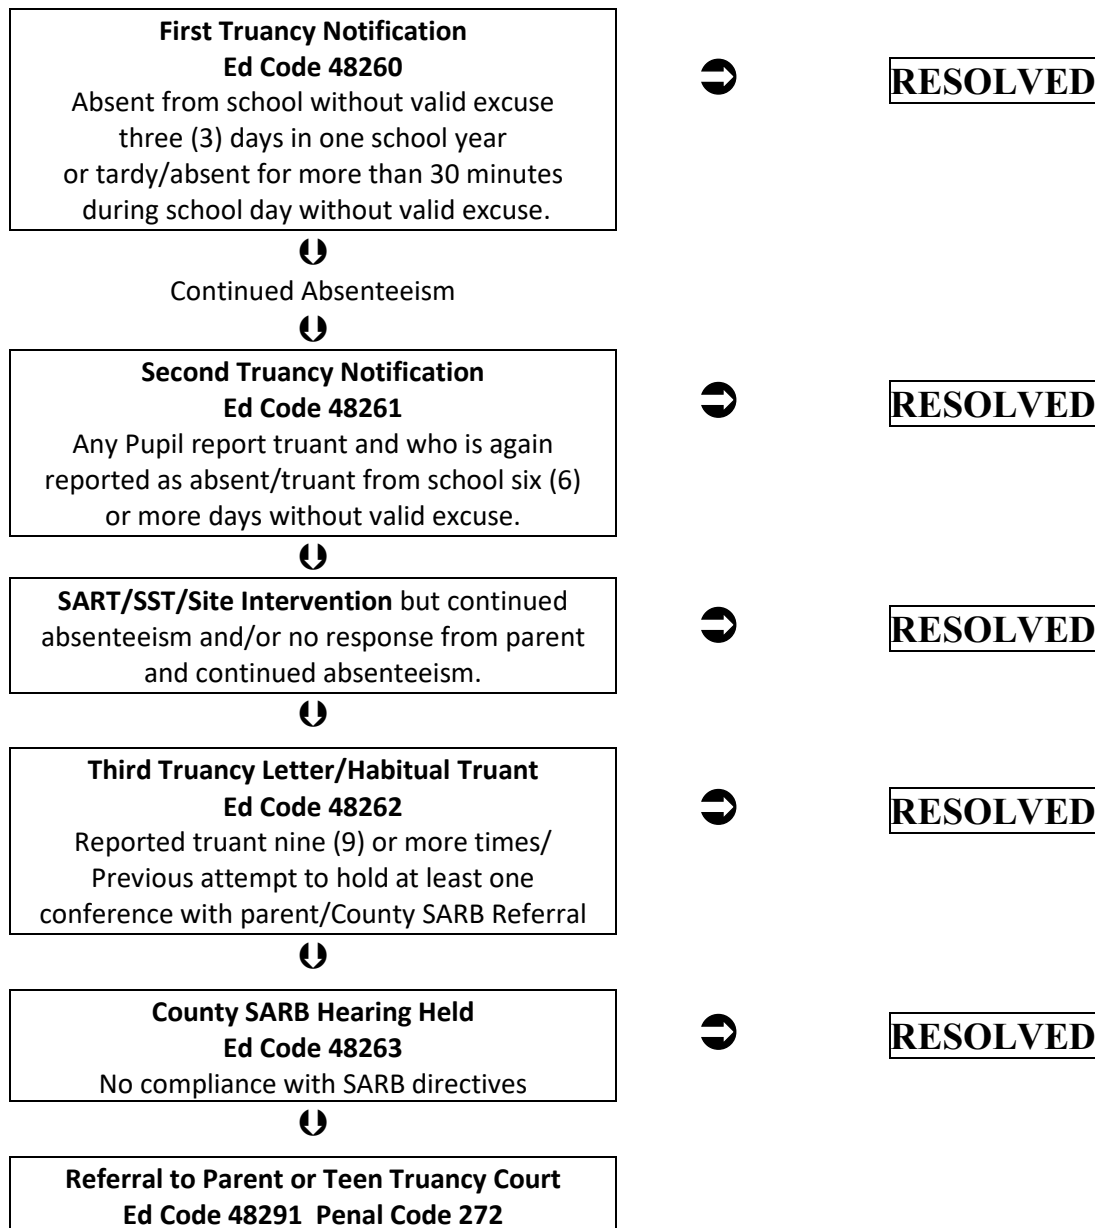 First Truancy Notification
Ed Code 48260
Absent from school without valid excuse
three (3) days in one school year
or tardy/absent for more than 30 minutes
during school day without valid excuse.
RESOLVED
Continued Absenteeism
Second Truancy Notification
Ed Code 48261
Any Pupil report truant and who is again
reported as absent/truant from school six (6)
or more days without valid excuse.
RESOLVED
SART/SST/Site Intervention but continued
absenteeism and/or no response from parent
and continued absenteeism.
RESOLVED
Third Truancy Letter/Habitual Truant
Ed Code 48262
Reported truant nine (9) or more times/
Previous attempt to hold at least one
conference with parent/County SARB Referral
RESOLVED
County SARB Hearing Held
Ed Code 48263
No compliance with SARB directives
RESOLVED
Referral to Parent or Teen Truancy Court
Ed Code 48291 Penal Code 272